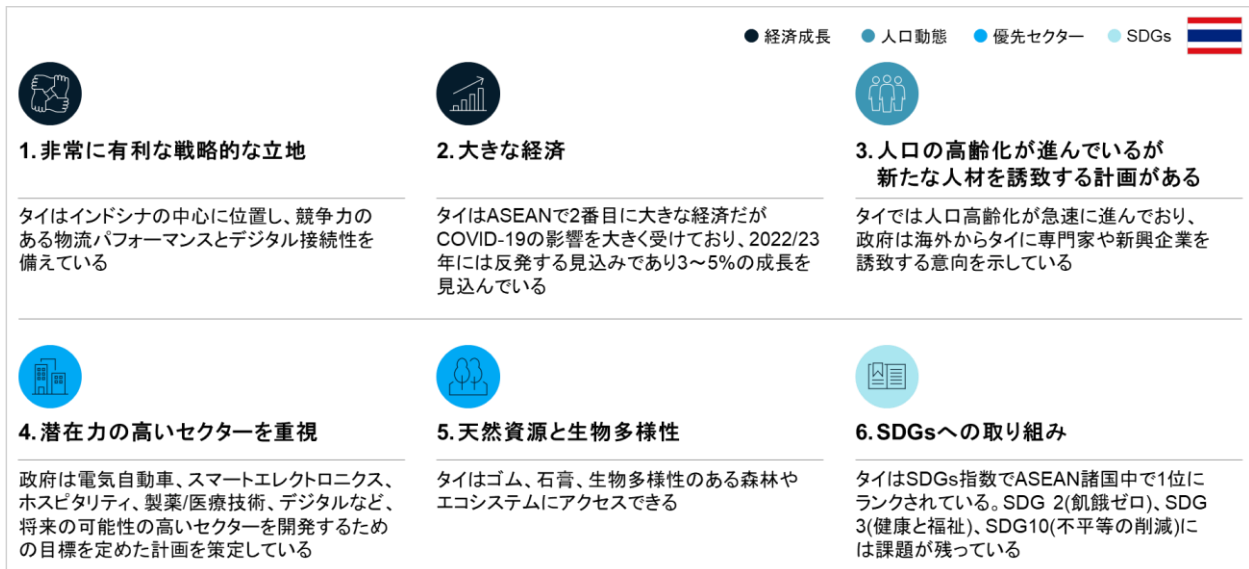 経済成長
人口動態
優先セクター
SDGs
1.非常に有利な戦略的な立地
タイはインドシナの中心に位置し、競争力の
ある物流パフォーマンスとデジタル接続性を
備えている
2.大きな経済
タイはASEANで2番目に大きな経済だが
COVID-19の影響を大きく受けており、2022/23
年には反発する見込みであり3～5%の成長を
見込んでいる
3.人口の高齢化が進んでいるが
新たな人材を誘致する計画がある
タイでは人口高齢化が急速に進んでおり、
政府は海外からタイに専門家や新興企業を
誘致する意向を示している
4.潜在力の高いセクターを重視
政府は電気自動車、スマートエレクトロニクス、
ホスピタリティ、製薬/医療技術、デジタルなど、
将来の可能性の高いセクターを開発するため
の目標を定めた計画を策定している
5.天然資源と生物多様性
タイはゴム、石膏、生物多様性のある森林や
エコシステムにアクセスできる
6.SDGsへの取り組み
タイはSDGs指数でASEAN諸国中で1位に
ランクされている。SDG 2(飢餓ゼロ)、SDG
3(健康と福祉)、SDG10(不平等の削減)に
は課題が残っている